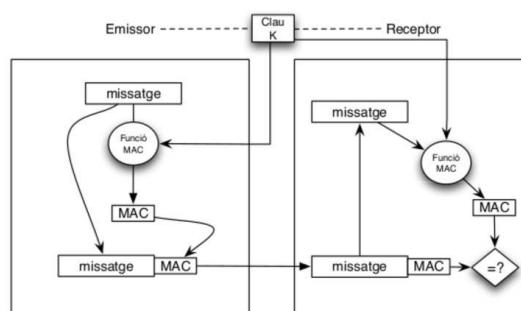 Emissor
Clau
K
Receptor
missatge
Funció
MAC
MAC
missatge
MAC
missatge
Funció
MAC
MAC
missatge
MAC
=?